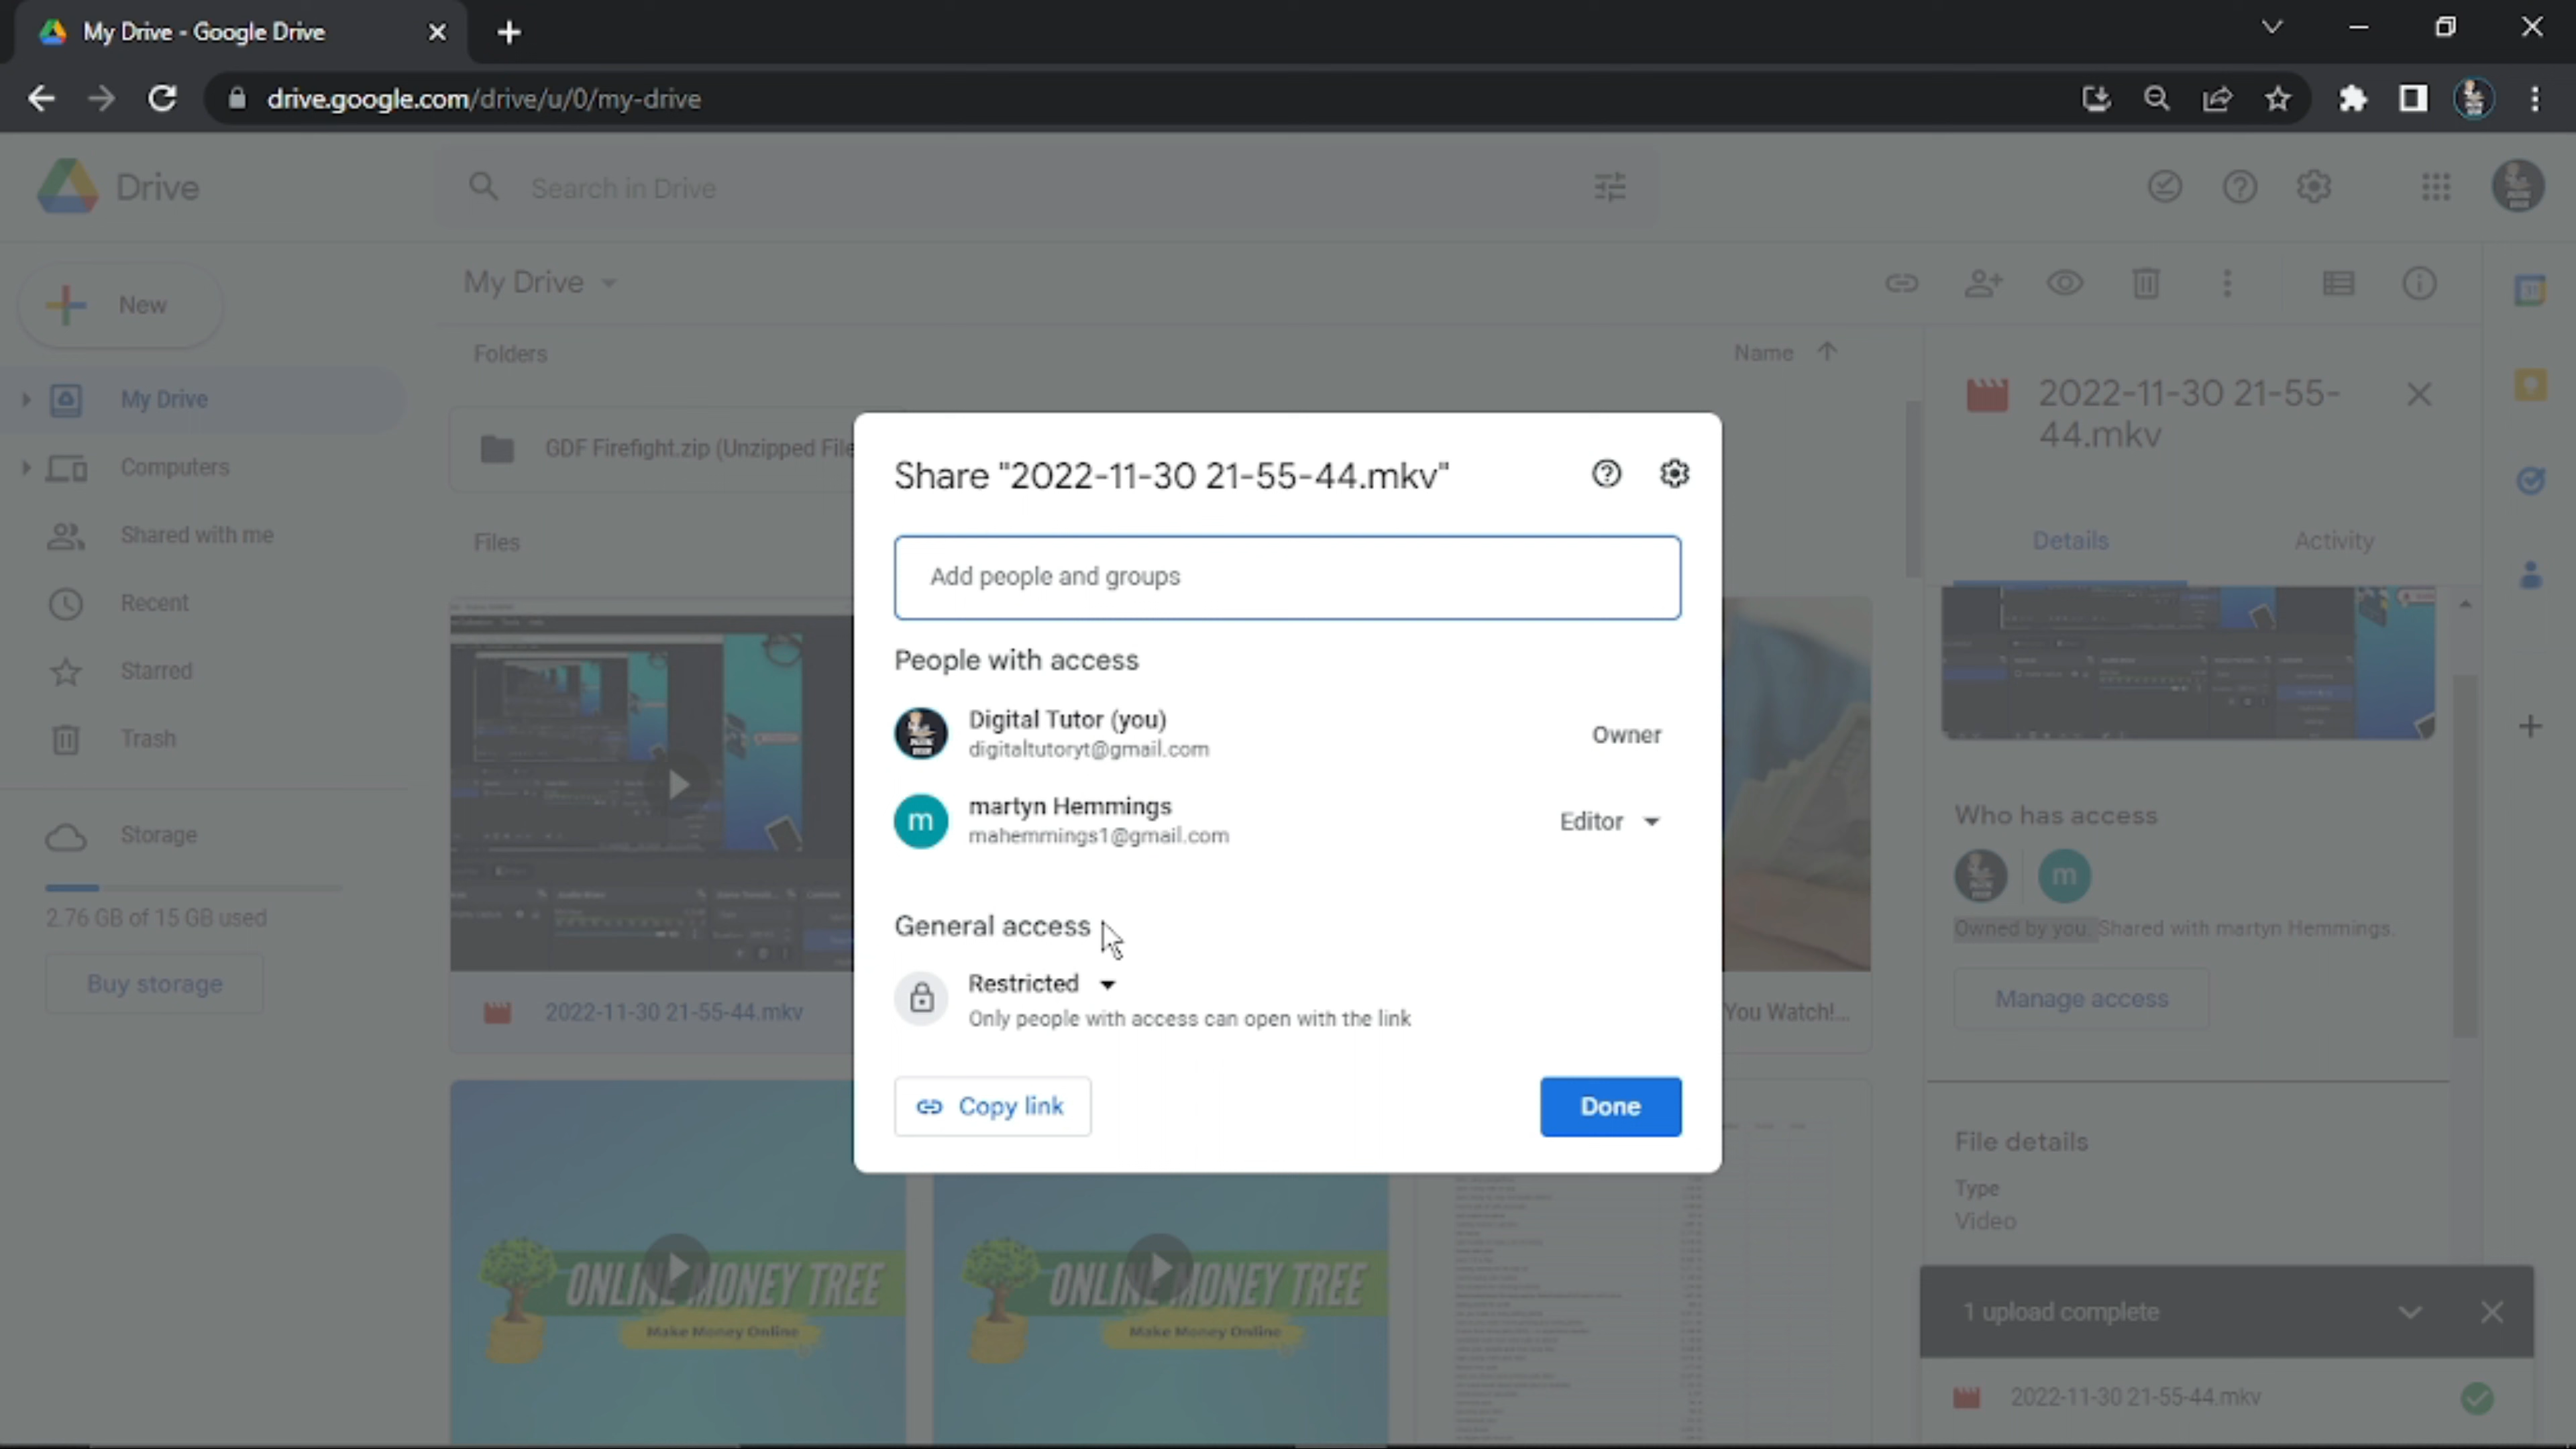 My Drive - Google Drive
drive.google.com/drive/u/0/my-drive
Drive
Search in Drive
New
My Drive
Computers
Shared with me
Recent
Starred
Trash
Storage
2.76 GB of 15 GB used
Buy storage
My Drive
Folders
Name
GDF Firefight.zip (Unzipped File
Files
2022-11-30 21-55-44.mkv
You Watch!...
ONLINE MONEY TREE
Make Money Online
ONLINE MONEY TREE
Make Money Online
Share "2022-11-30 21-55-44.mkv"
Add people and groups
People with access
Digital Tutor (you)
digitaltutoryt@gmail.com
Owner
m
martyn Hemmings
mahemmings1@gmail.com
Editor
General access
Restricted
Only people with access can open with the link
Copy link
Done
2022-11-30 21-55-
44.mkv
Details
Activity
Who has access
m
Owned by you. Shared with martyn Hemmings.
Manage access
File details
Type
Video
1 upload complete
2022-11-30 21-55-44.mkv